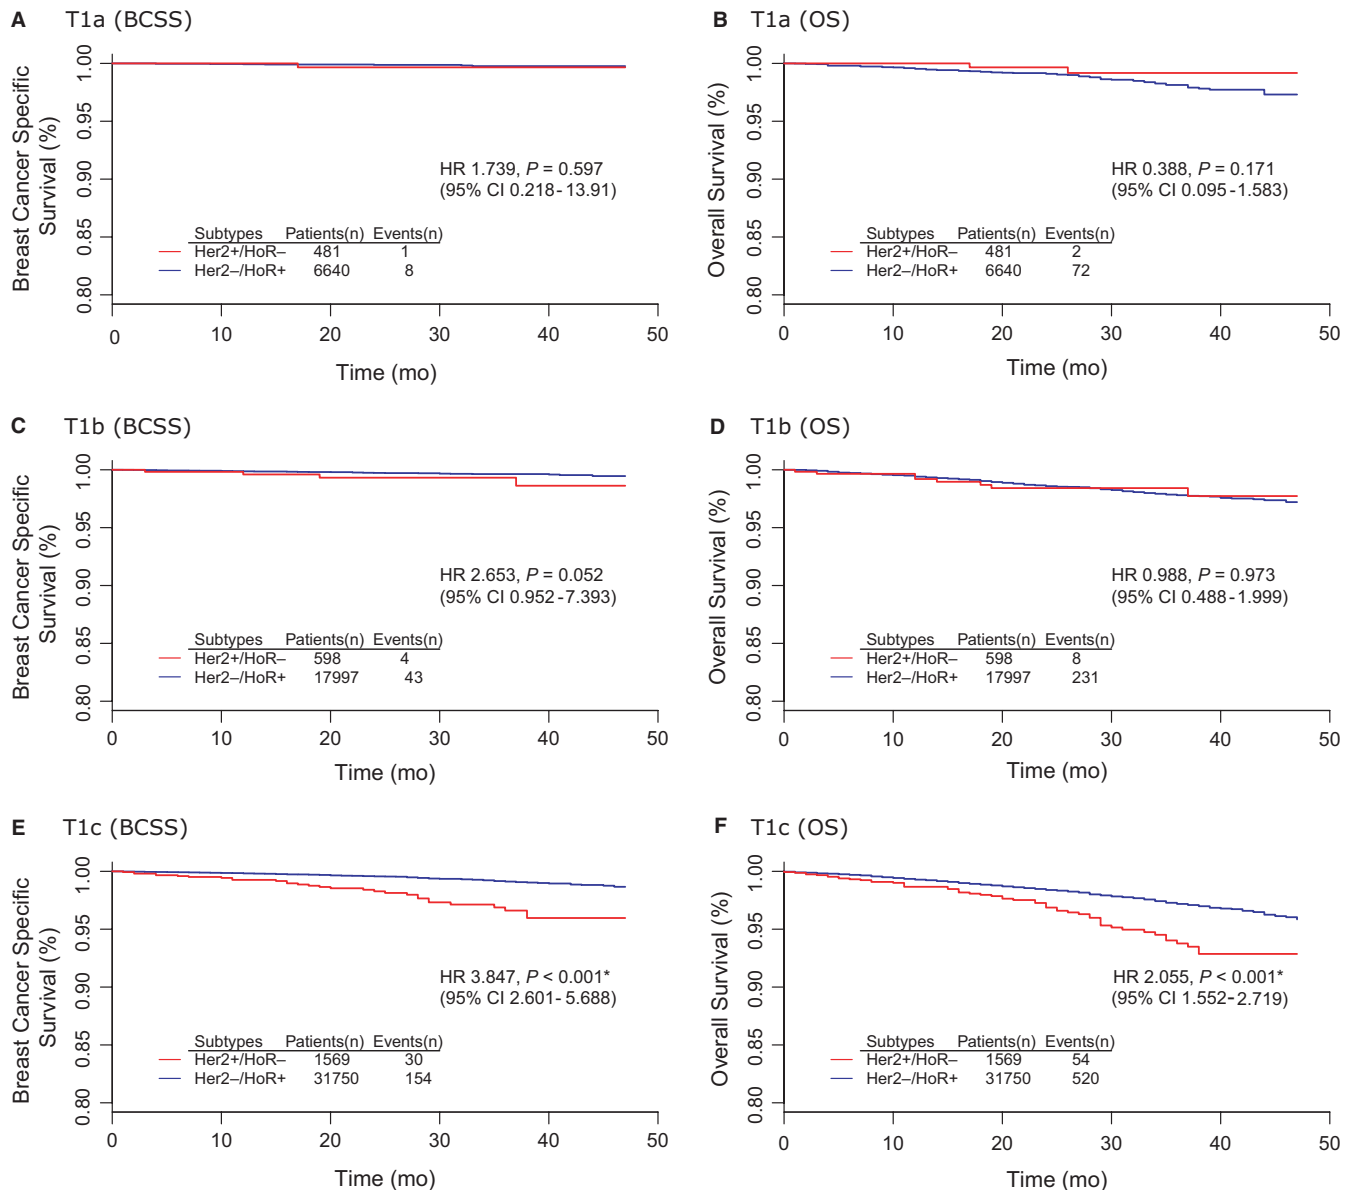 A T1a (BCSS)
Breast Cancer Specific
Survival (%)
1.00
0.95
0.90
0.85
0.80
HR 1.739, P = 0.597
(95% CI 0.218-13.91)
Subtypes Patients(n) Events(n)
Her2+/HoR– 481 1
Her2–/HoR+ 6640 8
0 10 20 30 40 50
Time (mo)
B T1a (OS)
Overall Survival (%)
1.00
0.95
0.90
0.85
0.80
HR 0.388, P = 0.171
(95% CI 0.095-1.583)
Subtypes Patients(n) Events(n)
Her2+/HoR– 481 2
Her2–/HoR+ 6640 72
0 10 20 30 40 50
Time (mo)
C T1b (BCSS)
Breast Cancer Specific
Survival (%)
1.00
0.95
0.90
0.85
0.80
HR 2.653, P = 0.052
(95% CI 0.952-7.393)
Subtypes Patients(n) Events(n)
Her2+/HoR– 598 4
Her2–/HoR+ 17997 43
0 10 20 30 40 50
Time (mo)
D T1b (OS)
Overall Survival (%)
1.00
0.95
0.90
0.85
0.80
HR 0.988, P = 0.973
(95% CI 0.488-1.999)
Subtypes Patients(n) Events(n)
Her2+/HoR– 598 8
Her2–/HoR+ 17997 231
0 10 20 30 40 50
Time (mo)
E T1c (BCSS)
Breast Cancer Specific
Survival (%)
1.00
0.95
0.90
0.85
0.80
HR 3.847, P < 0.001*
(95% CI 2.601-5.688)
Subtypes Patients(n) Events(n)
Her2+/HoR– 1569 30
Her2–/HoR+ 31750 154
0 10 20 30 40 50
Time (mo)
F T1c (OS)
Overall Survival (%)
1.00
0.95
0.90
0.85
0.80
HR 2.055, P < 0.001*
(95% CI 1.552-2.719)
Subtypes Patients(n) Events(n)
Her2+/HoR– 1569 54
Her2–/HoR+ 31750 520
0 10 20 30 40 50
Time (mo)